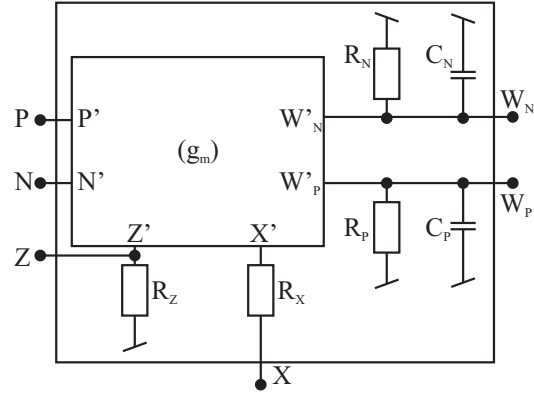 R_N
C_N
W_N
P
P'
W'_N
(g_m)
N
N'
W'_P
W_P
Z
Z'
X'
R_P
C_P
R_Z
R_X
X